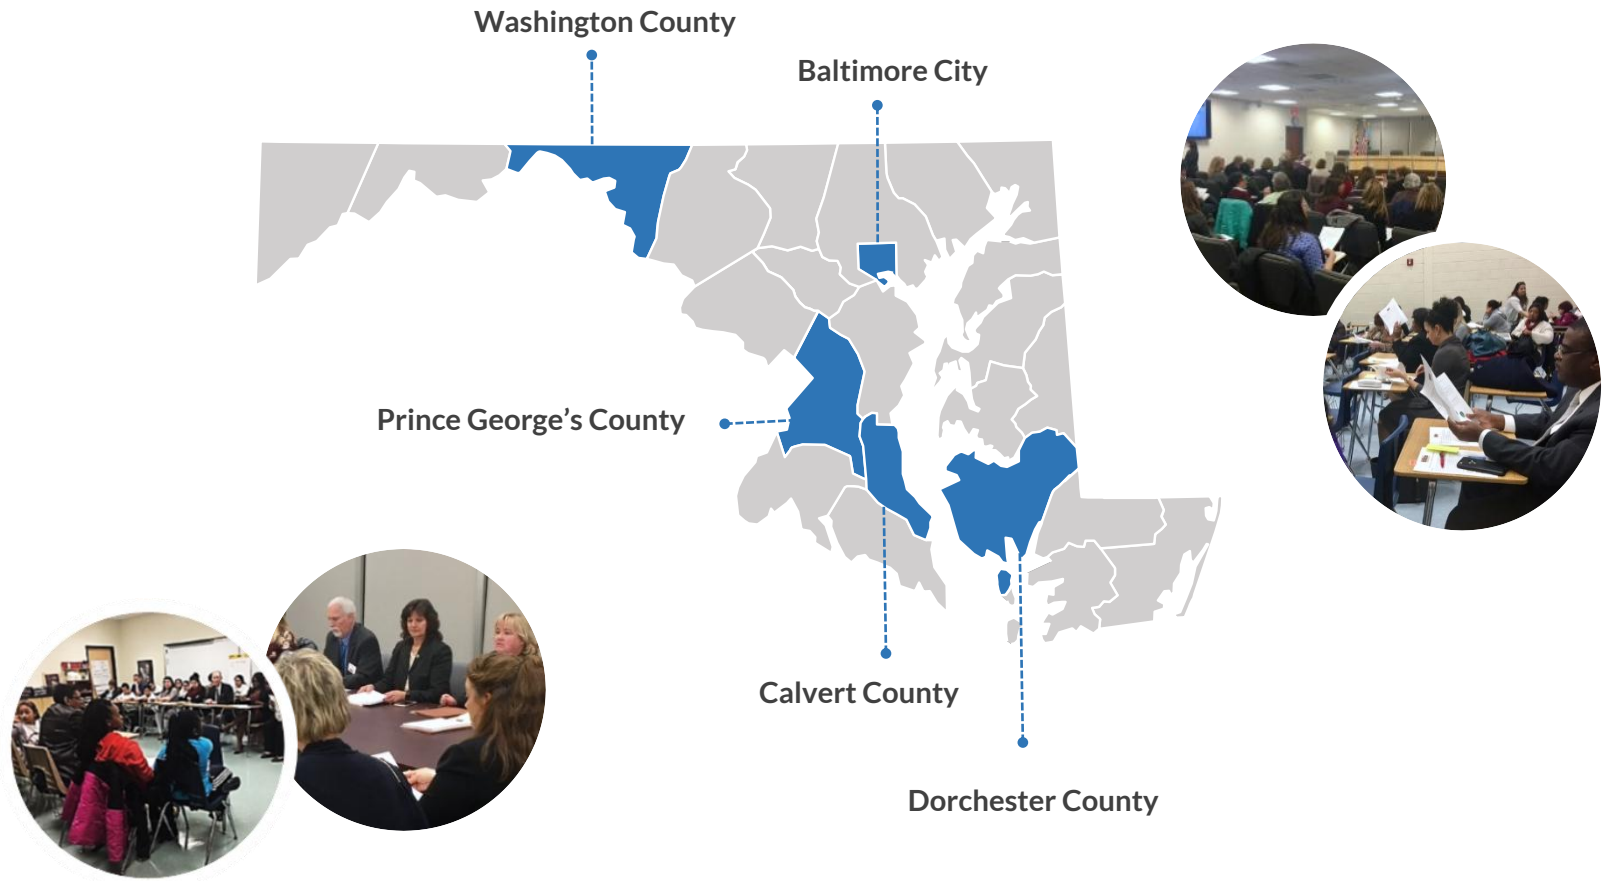 Washington County
Baltimore City
Prince George’s County
Calvert County
Dorchester County